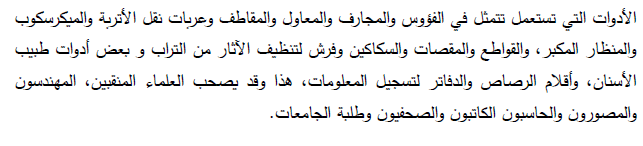 الأدوات التي تستعمل تتمثل في الفؤوس والمجارف والمعاول والمقاطف وعربات نقل الأتربة والميكرسكوب
والمنظار المكبر، والقواطع والمقصات والسكاكين وفرش لتنظيف الآثار من التراب و بعض أدوات طبيب
الأسنان، وأقلام الرصاص والدفاتر لتسجيل المعلومات، هذا وقد يصحب العلماء المنقبين، المهندسون
والمصورون والحاسبون الكاتبون والصحفيون وطلبة الجامعات.